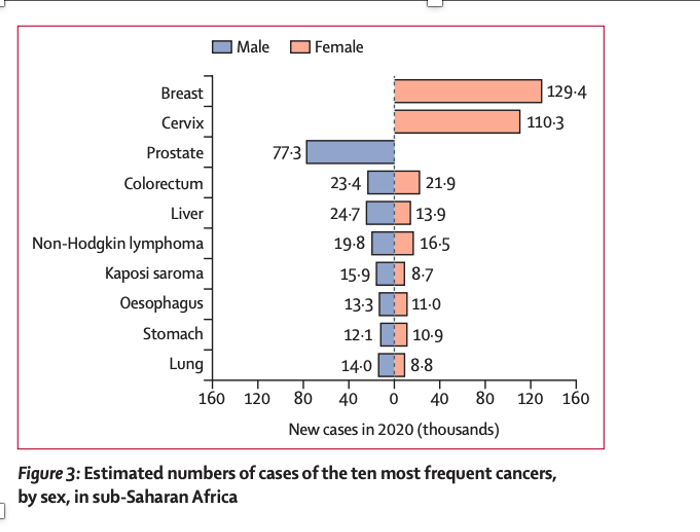 Male Female
Breast 129·4
Cervix 110·3
Prostate 77·3
Colorectum 23·4 21·9
Liver 24·7 13·9
Non-Hodgkin lymphoma 19·8 16·5
Kaposi saroma 15·9 8·7
Oesophagus 13·3 11·0
Stomach 12·1 10·9
Lung 14·0 8·8
160 120 80 40 0 40 80 120 160
New cases in 2020 (thousands)
Figure 3: Estimated numbers of cases of the ten most frequent cancers,
by sex, in sub-Saharan Africa